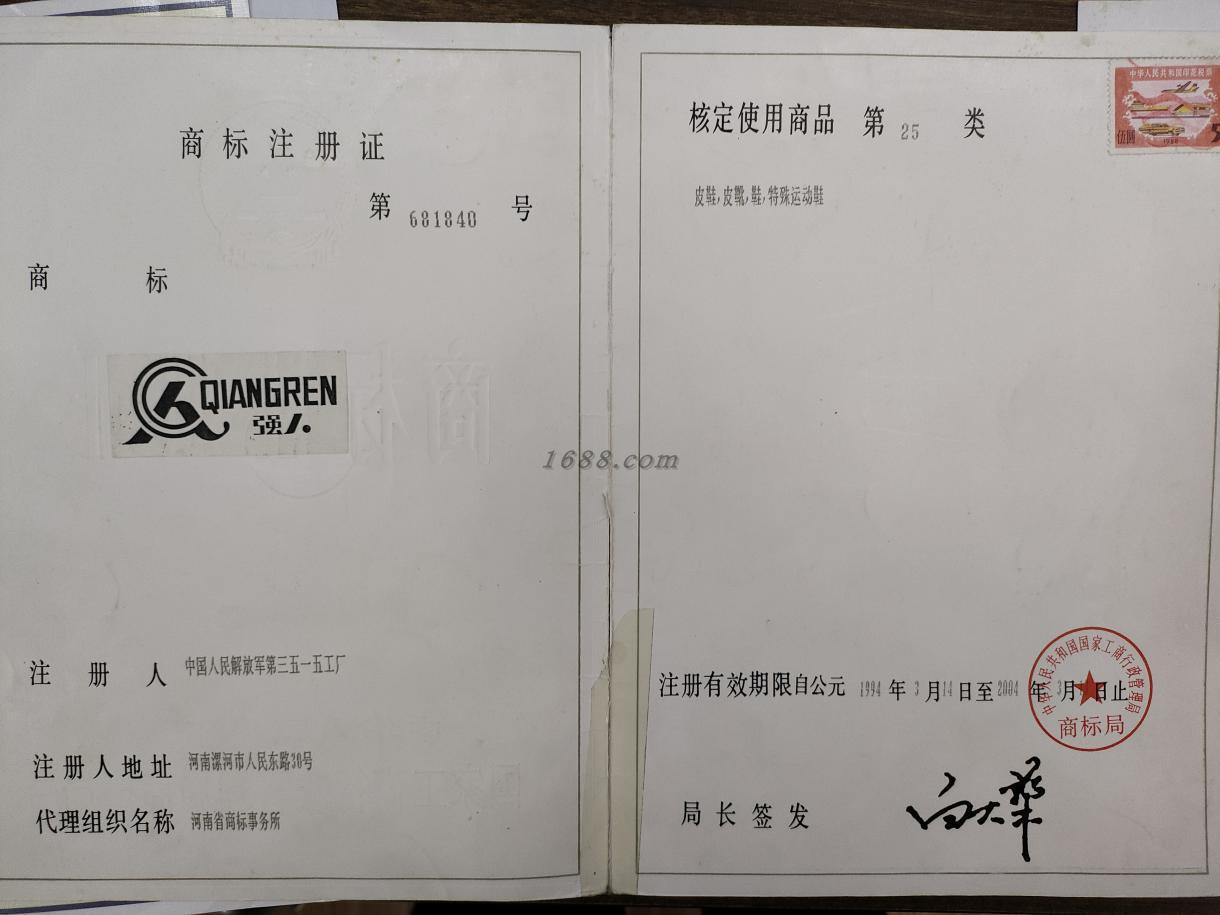 商标注册证
第 681840 号
商标
QIANGREN
强人
注册人 中国人民解放军第三五一五工厂
注册人地址 河南漯河市人民东路30号
代理组织名称 河南省商标事务所
1688.com
中华人民共和国印花税票
伍圆
1988
5
核定使用商品 第 25 类
皮鞋,皮靴,鞋,特殊运动鞋
注册有效期限自公元 1994 年 3 月 14 日至 2004 年 3 月 日止
中华人民共和国国家工商行政管理局
商标局
局长签发
白大华